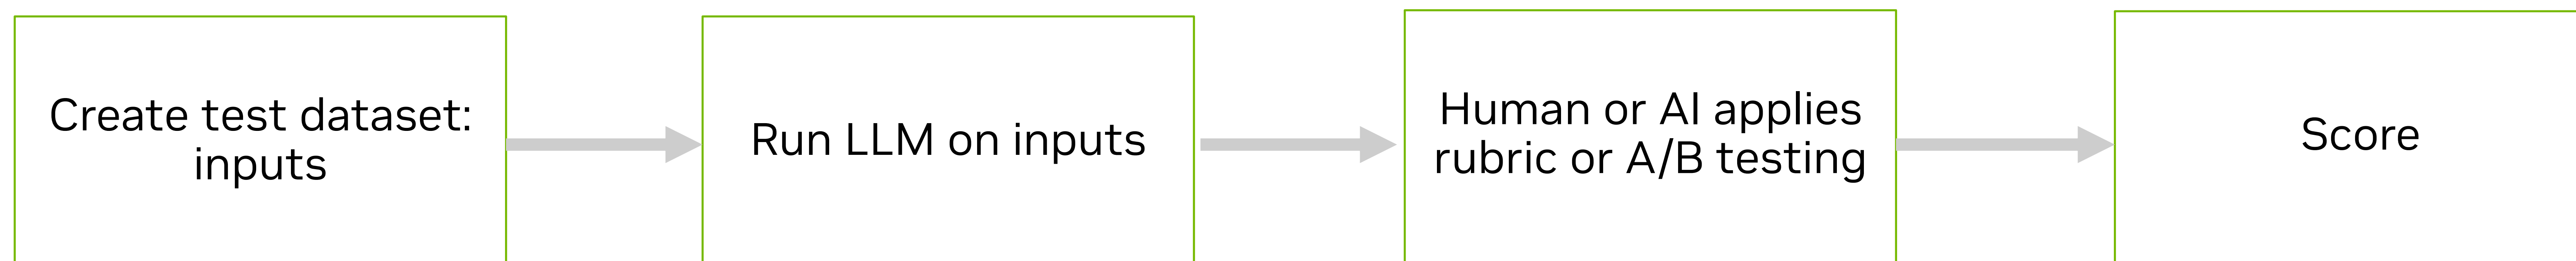 Create test dataset:
inputs
Run LLM on inputs
Human or AI applies
rubric or A/B testing
Score